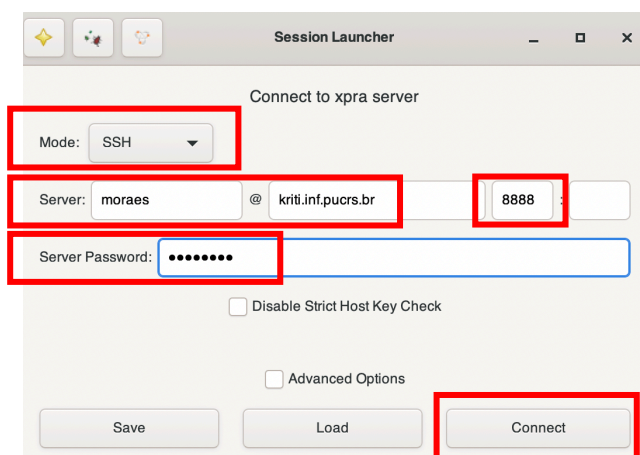 Session Launcher
Connect to xpra server
Mode: SSH
Server: moraes @ kriti.inf.pucrs.br 8888 :
Server Password: ••••••••
Disable Strict Host Key Check
Advanced Options
Save Load Connect